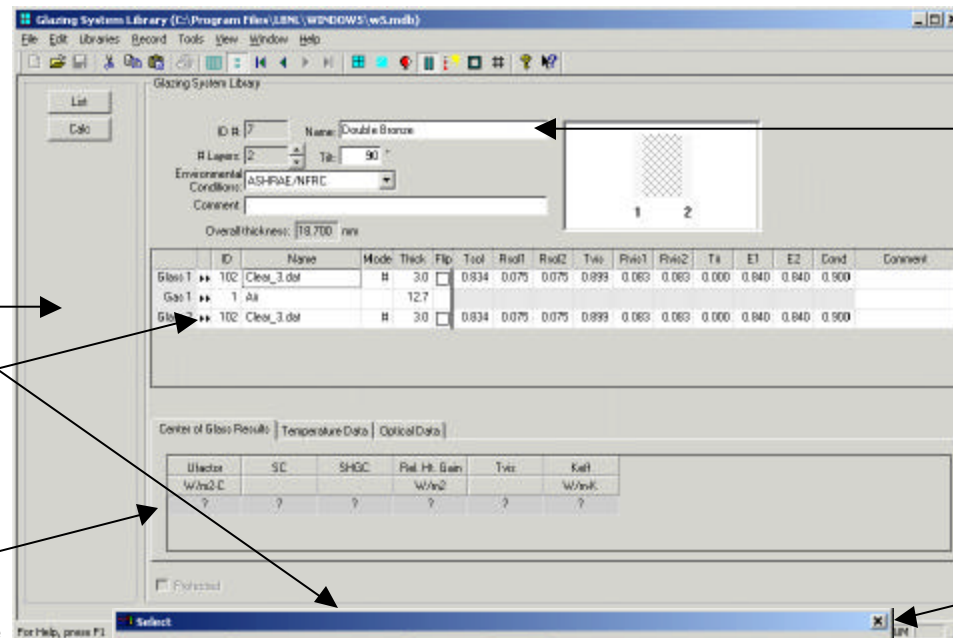 Glazing System Library (C:\Program Files\LBNL\WINDOW5\w5.mdb)
File Edit Libraries Record Tools View Window Help
List
Calc
Glazing System Library
ID #: 7 Name: Double Bronze
# Layers: 2 Tilt: 90 °
Environmental Conditions: ASHRAE/NFRC
Comment:
Overall thickness: 18.700 mm
1 2
ID Name Mode Thick Flip Tsol Rsol1 Rsol2 Tvis Rvis1 Rvis2 Tir E1 E2 Cond Comment
Glass 1 ►► 102 Clear_3.dat # 3.0 0.834 0.075 0.075 0.899 0.083 0.083 0.000 0.840 0.840 0.900
Gas 1 ►► 1 Air 12.7
Glass 2 ►► 102 Clear_3.dat # 3.0 0.834 0.075 0.075 0.899 0.083 0.083 0.000 0.840 0.840 0.900
Center of Glass Results Temperature Data Optical Data
Ufactor SC SHGC Rel. Ht. Gain Tvis Keff
W/m2-C W/m2 W/m-K
? ? ? ? ? ?
Protected
Select
For Help, press F1